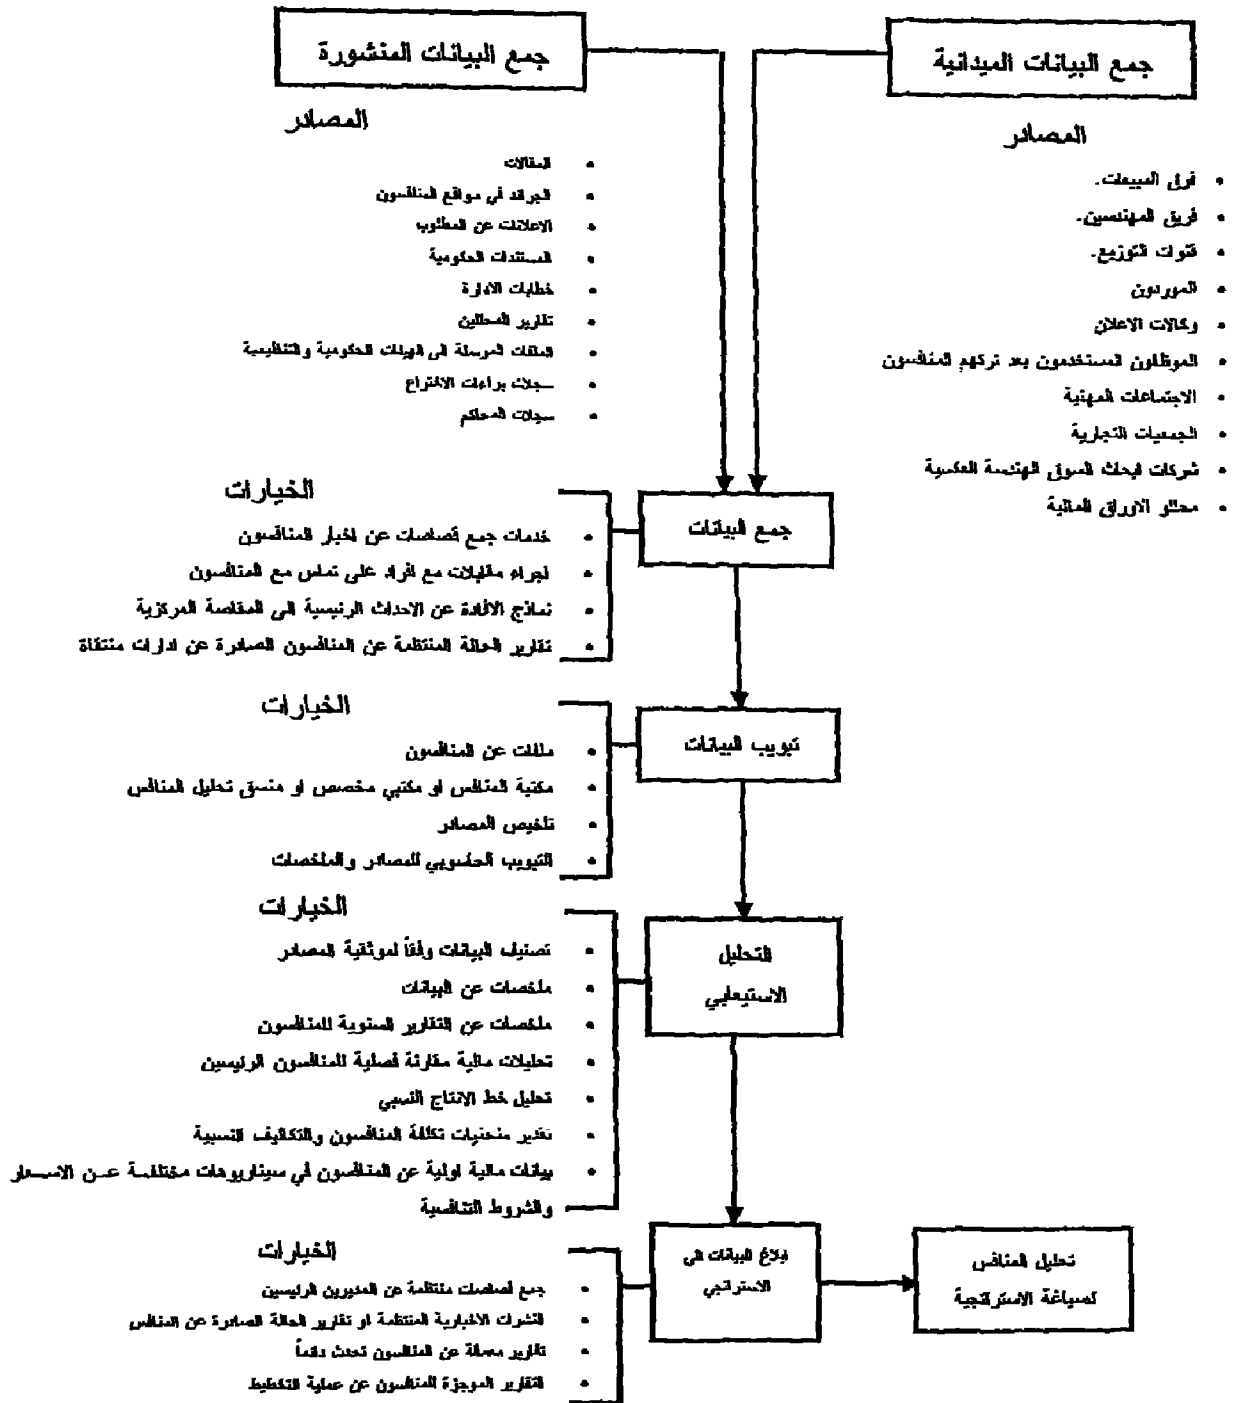 جمع البيانات الميدانية
المصادر
فرق المبيعات.
فريق المهندسين.
قنوات التوزيع.
الموردون
وكالات الاعلان
الموظفون المستخدمون بعد تركهم المنافسون
الاجتماعات المهنية
الجمعيات التجارية
شركات ابحاث السوق الهندسة العكسية
محللو الاوراق المالية
جمع البيانات المنشورة
المصادر
المقالات
الجرائد في مواقع المنافسون
الاعلانات عن المطلوب
المستندات الحكومية
خطابات الادارة
تقارير المحللين
الملفات المرسلة الى الهيئات الحكومية والتنظيمية
سجلات براءات الاختراع
سجلات المحاكم
جمع البيانات
الخيارات
خدمات جمع قصاصات عن اخبار المنافسون
اجراء مقابلات مع افراد على تماس مع المنافسون
نماذج الافادة عن الاحداث الرئيسية الى المقاصة المركزية
تقارير الحالة المنتظمة عن المنافسون الصادرة عن ادارات منتقاة
تبويب البيانات
الخيارات
ملفات عن المنافسون
مكتبة المنافس او مكتبي مخصص او منسق تحليل المنافس
تلخيص المصادر
التبويب الحاسوبي للمصادر والملخصات
التحليل
الاستيعابي
الخيارات
تصنيف البيانات وفقاً لموثقية المصادر
ملخصات عن البيانات
ملخصات عن التقارير السنوية للمنافسون
تحليلات مالية مقارنة فصلية للمنافسون الرئيسين
تحليل خط الانتاج النسبي
تقدير منحنيات تكلفة المنافسون والتكاليف النسبية
بيانات مالية اولية عن المنافسون في سيناريوهات مختلفة عن الاسعار
والشروط التنافسية
ابلاغ البيانات الى
الاستراتجي
تحليل المنافس
لصياغة الاستراتجية
الخيارات
جمع قصاصات منتظمة عن المديرين الرئيسين
النشرات الاخبارية المنتظمة او تقارير الحالة الصادرة عن المنافس
تقارير معمقة عن المنافسون تحدث دائماً
التقارير الموجزة للمنافسون عن عملية التخطيط